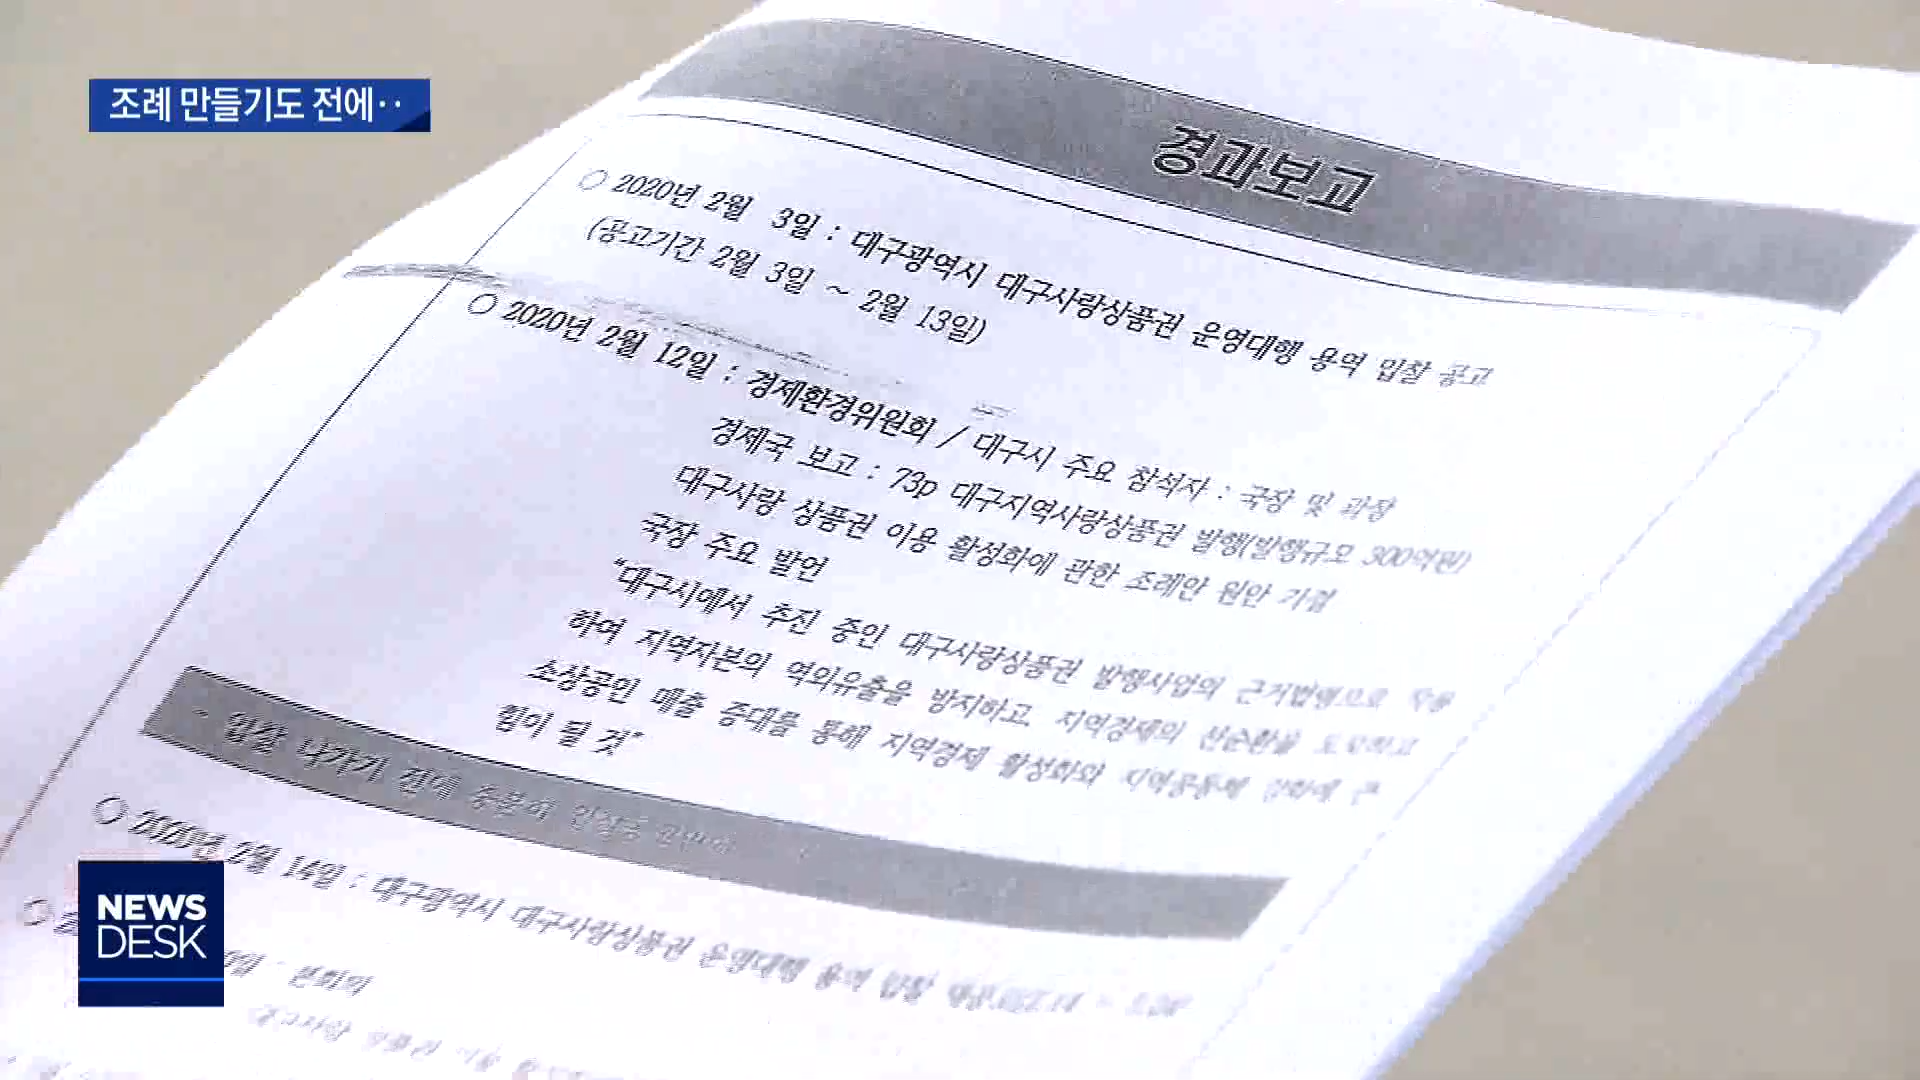 조례 만들기도 전에‥
경과보고
○ 2020년 2월 3일 : 대구광역시 대구사랑상품권 운영대행 용역 입찰 공고
(공고기간 2월 3일 ~ 2월 13일)
○ 2020년 2월 12일 : 경제환경위원회 / 대구시 주요 참석자 : 국장 및 과장
경제국 보고 : 73p 대구지역사랑상품권 발행(발행규모 300억원)
대구사랑 상품권 이용 활성화에 관한 조례안 원안 가결
국장 주요 발언
"대구시에서 추진 중인 대구사랑상품권 발행사업의 근거법령으로
하여 지역자본의 역외유출을 방지하고 지역경제의 선순환을 도모하고
소상공인 매출 증대를 통해 지역경제 활성화와 지역공동체 강화에 큰
힘이 될 것"
전에
○ 2020년 2월 14일 : 대구광역시 대구사랑상품권 운영대행 용역 입찰
본회의
대구사랑 상품권 이용
NEWS
DESK